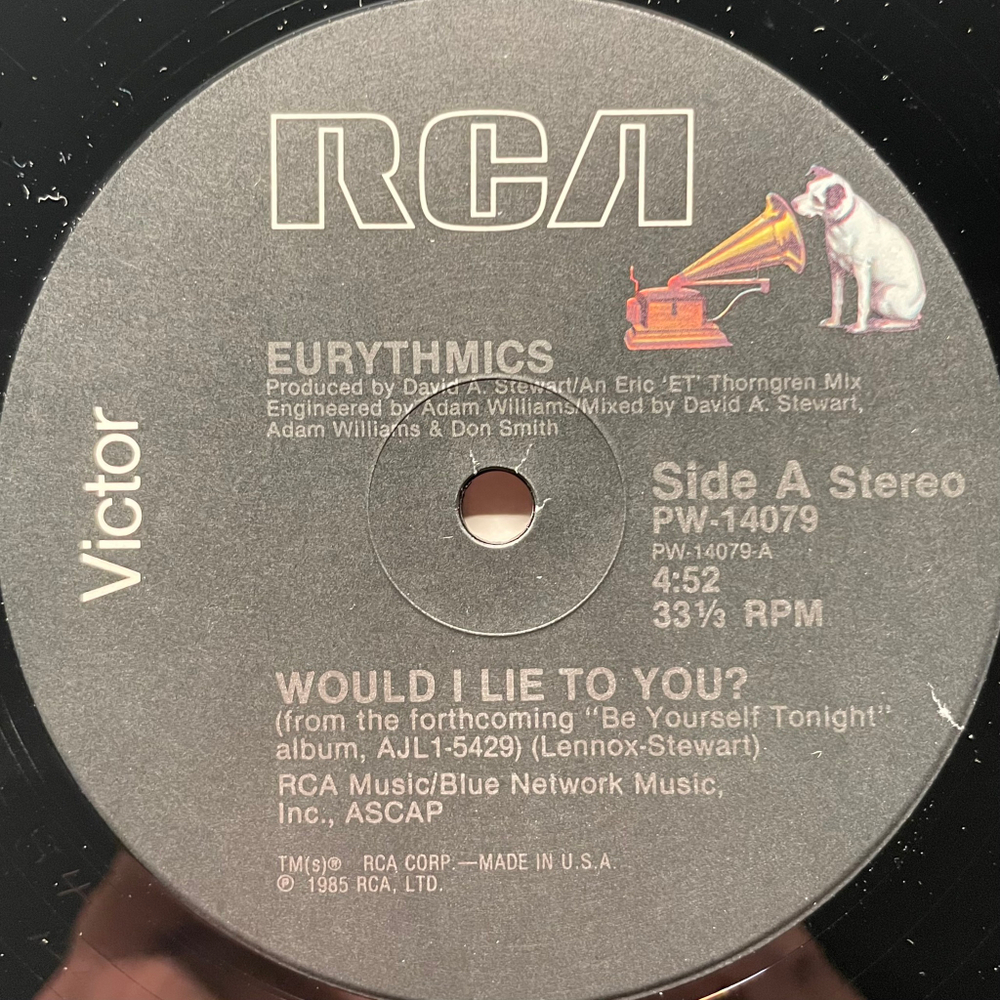 RCA
Victor
EURYTHMICS
Produced by David A. Stewart/An Eric 'ET' Thorngren Mix
Engineered by Adam Williams/Mixed by David A. Stewart,
Adam Williams & Don Smith
Side A Stereo
PW-14079
PW-14079-A
4:52
33⅓ RPM
WOULD I LIE TO YOU?
(from the forthcoming "Be Yourself Tonight"
album, AJL1-5429) (Lennox-Stewart)
RCA Music/Blue Network Music,
Inc., ASCAP
TM(s)® RCA CORP.—MADE IN U.S.A.
℗ 1985 RCA, LTD.